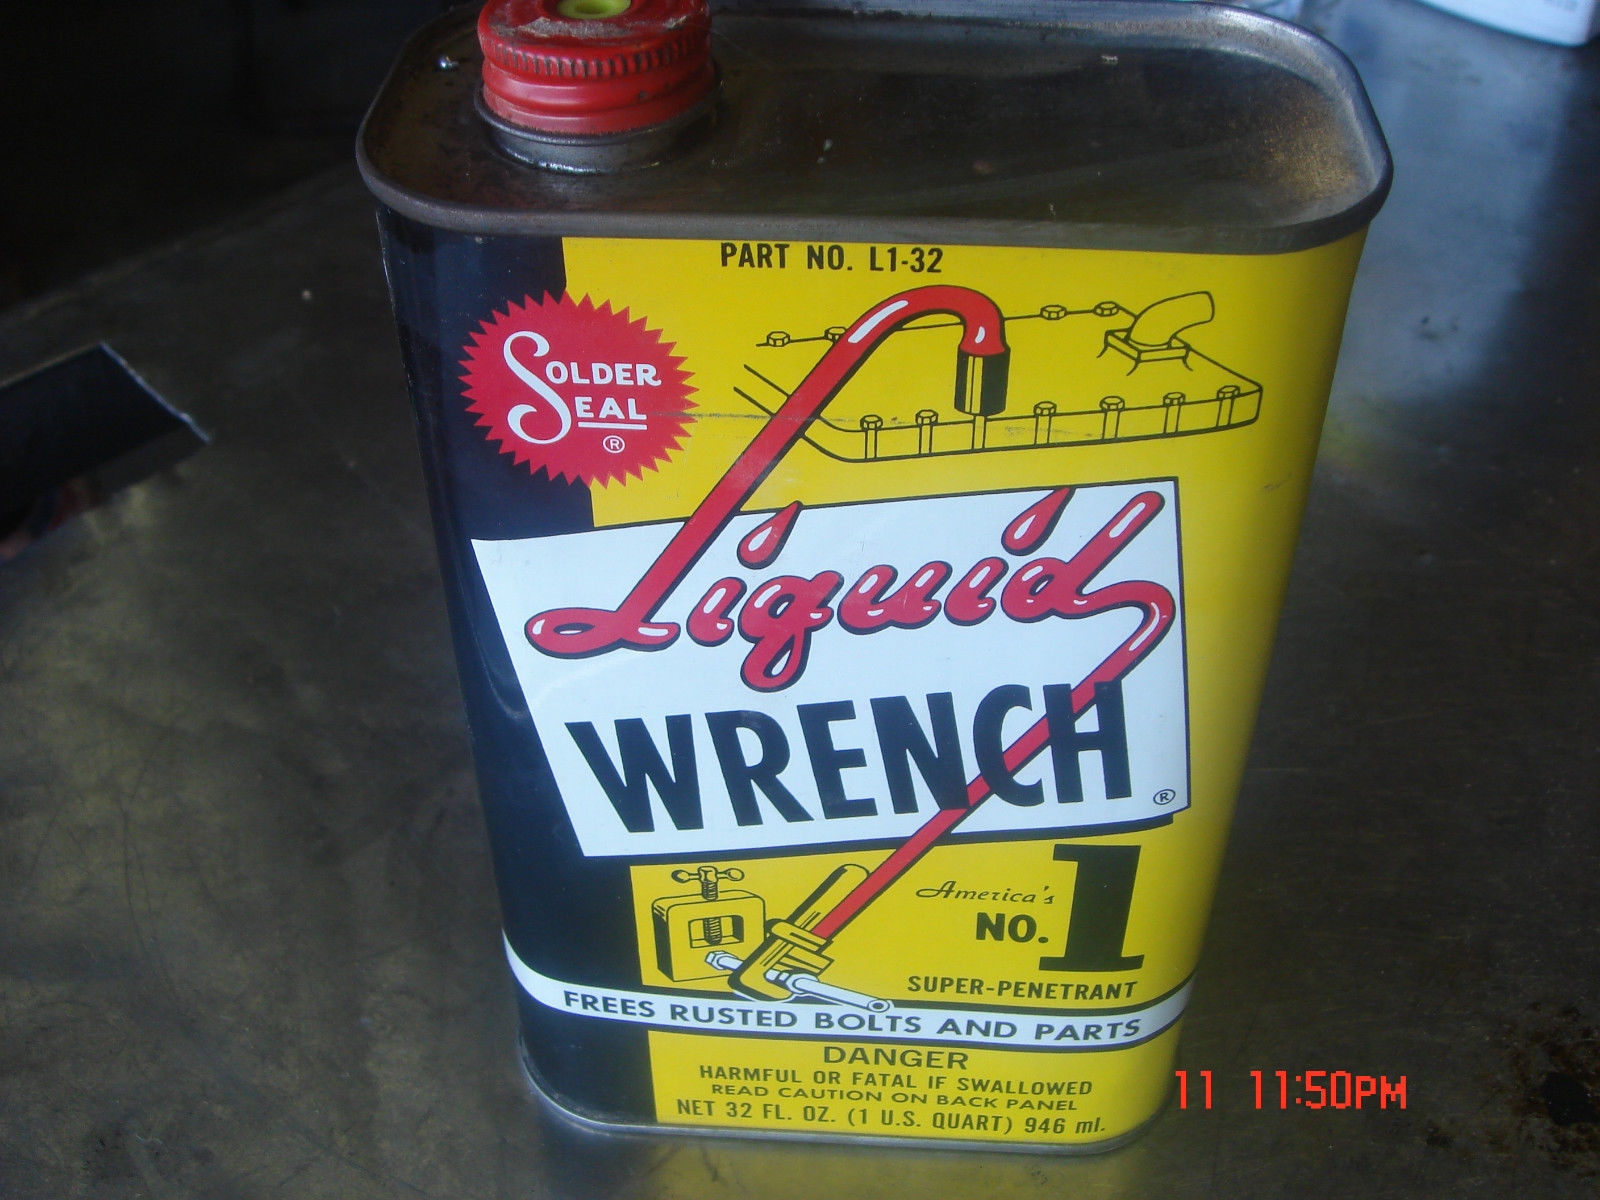 PART NO. L1-32
SOLDER
SEAL
®
Liquid
WRENCH ®
America's
NO. 1
SUPER-PENETRANT
FREES RUSTED BOLTS AND PARTS
DANGER
HARMFUL OR FATAL IF SWALLOWED
READ CAUTION ON BACK PANEL
NET 32 FL. OZ. (1 U.S. QUART) 946 ml.
11 11:50PM